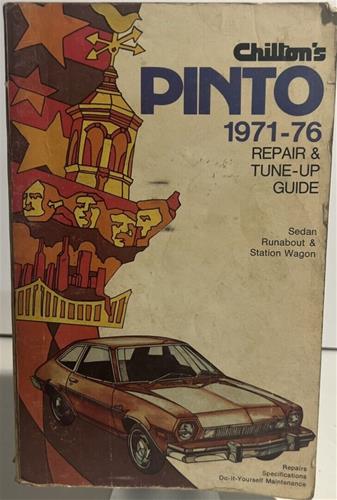 Chilton's
PINTO
1971-76
REPAIR &
TUNE-UP
GUIDE
Sedan
Runabout &
Station Wagon
Repairs
Specifications
Do-It-Yourself Maintenance